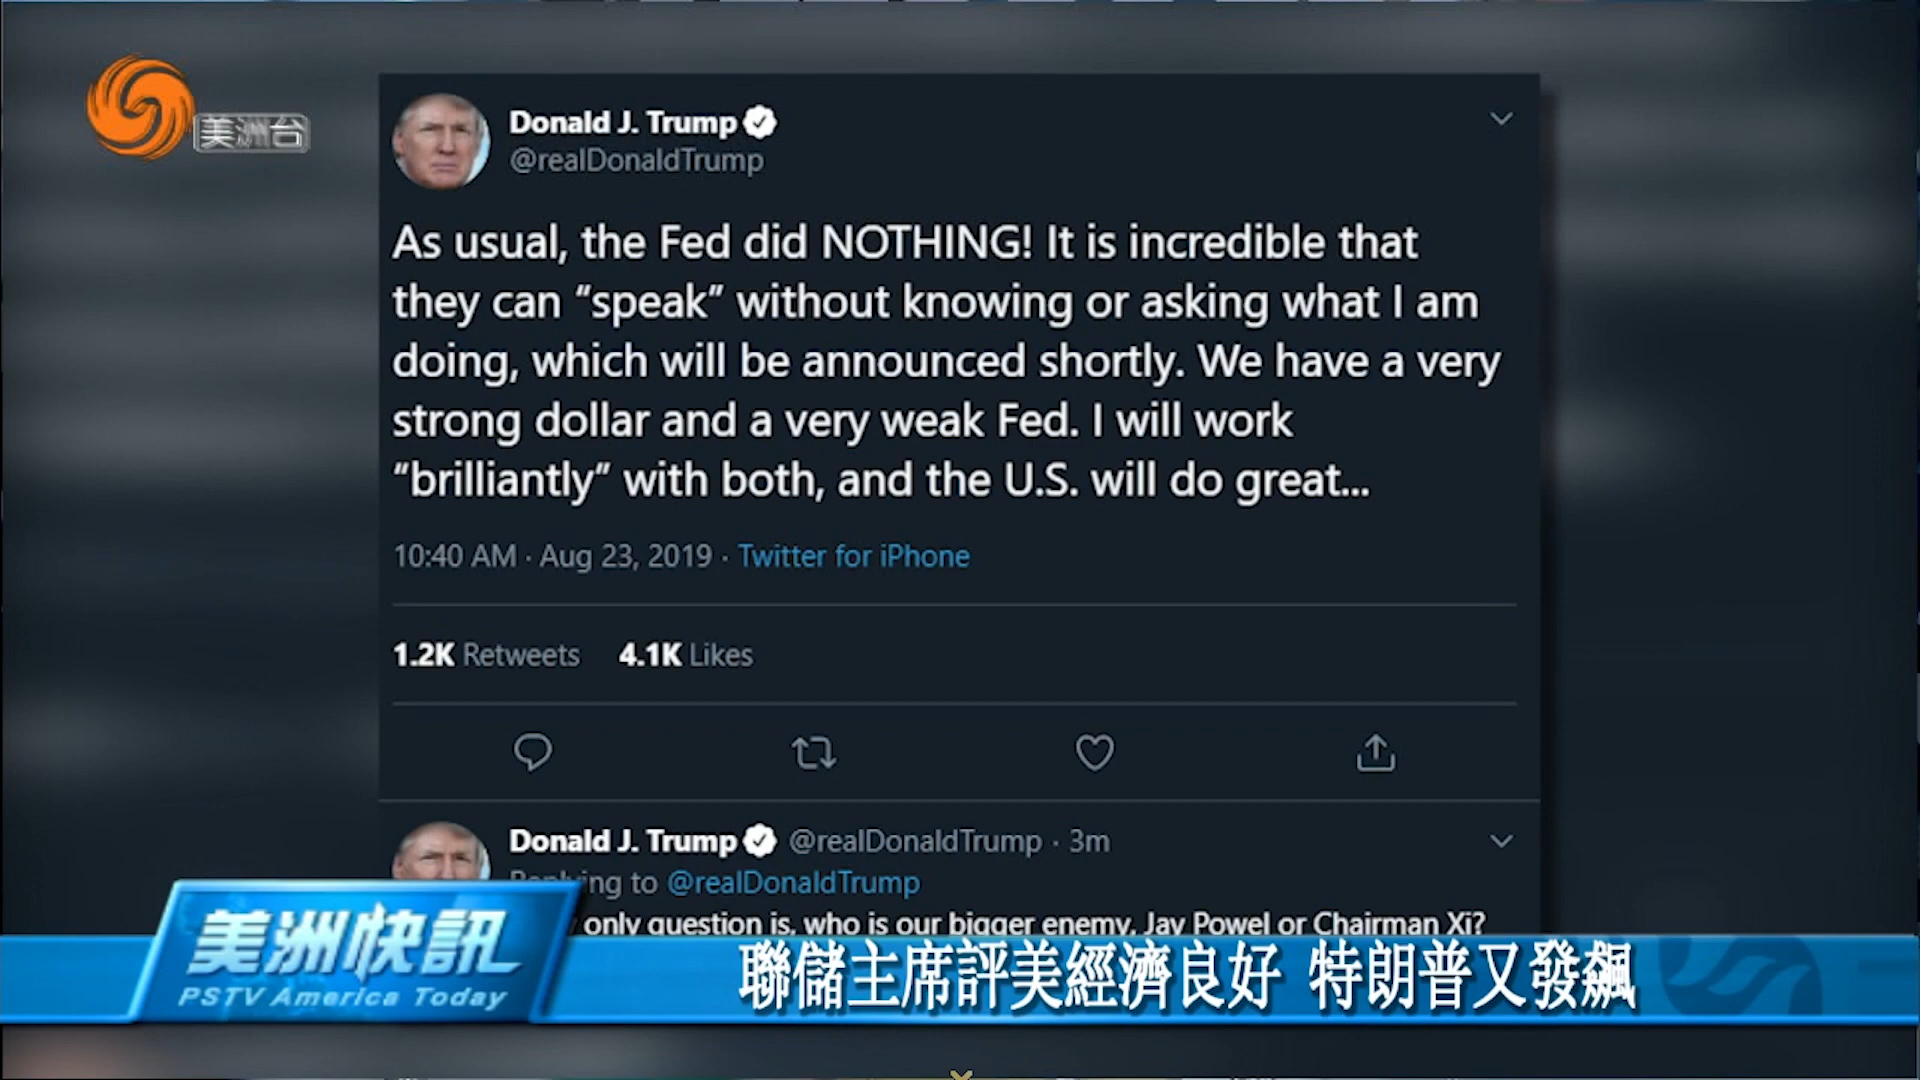 美洲台
Donald J. Trump
@realDonaldTrump
As usual, the Fed did NOTHING! It is incredible that
they can “speak” without knowing or asking what I am
doing, which will be announced shortly. We have a very
strong dollar and a very weak Fed. I will work
“brilliantly” with both, and the U.S. will do great...
10:40 AM · Aug 23, 2019 · Twitter for iPhone
1.2K Retweets 4.1K Likes
Donald J. Trump @realDonaldTrump · 3m
Replying to @realDonaldTrump
only question is, who is our bigger enemy, Jay Powel or Chairman Xi?
美洲快訊
PSTV America Today
聯儲主席評美經濟良好 特朗普又發飆